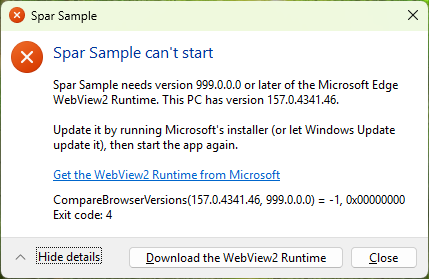 Spar Sample
Spar Sample can't start
Spar Sample needs version 999.0.0.0 or later of the Microsoft Edge
WebView2 Runtime. This PC has version 157.0.4341.46.
Update it by running Microsoft's installer (or let Windows Update
update it), then start the app again.
Get the WebView2 Runtime from Microsoft
CompareBrowserVersions(157.0.4341.46, 999.0.0.0) = -1, 0x00000000
Exit code: 4
Hide details
Download the WebView2 Runtime
Close